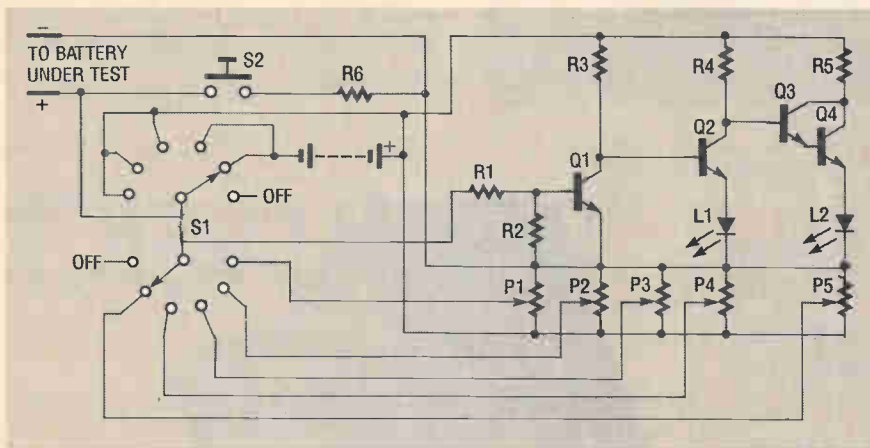 −
TO BATTERY
UNDER TEST
+
S2
R6
R3
R4
R5
Q3
Q4
Q1
Q2
+
OFF
R1
S1
R2
L1
L2
OFF
P1
P2
P3
P4
P5